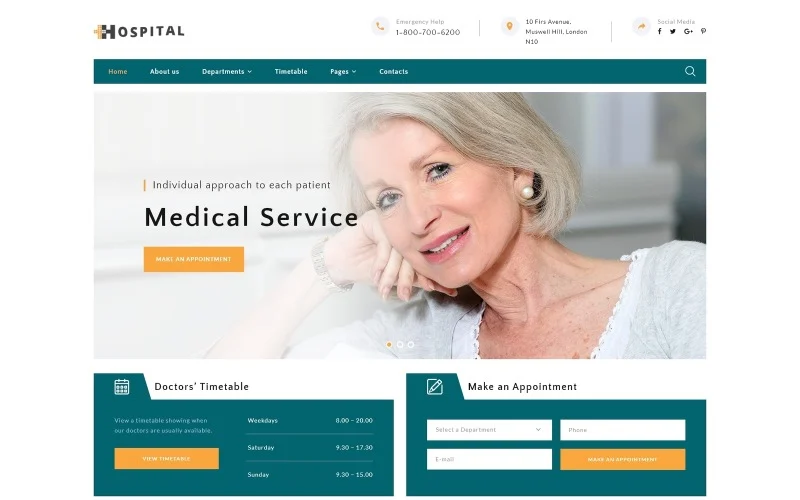 HOSPITAL
Emergency Help
1-800-700-6200
10 Firs Avenue,
Muswell Hill, London
N10
Social Media
Home About us Departments Timetable Pages Contacts
Individual approach to each patient
Medical Service
MAKE AN APPOINTMENT
Doctors' Timetable
View a timetable showing when
our doctors are usually available.
VIEW TIMETABLE
Weekdays 8.00 – 20.00
Saturday 9.30 – 17.30
Sunday 9.30 – 15.00
Make an Appointment
Select a Department Phone
E-mail MAKE AN APPOINTMENT